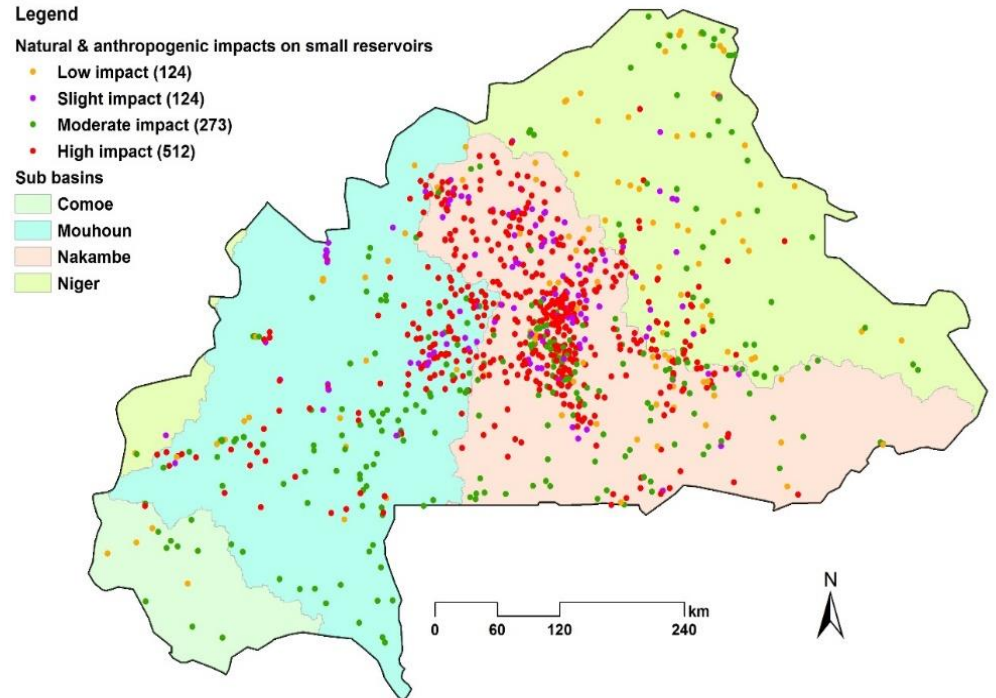 Legend
Natural & anthropogenic impacts on small reservoirs
Low impact (124)
Slight impact (124)
Moderate impact (273)
High impact (512)
Sub basins
Comoe
Mouhoun
Nakambe
Niger
km
0 60 120 240
N